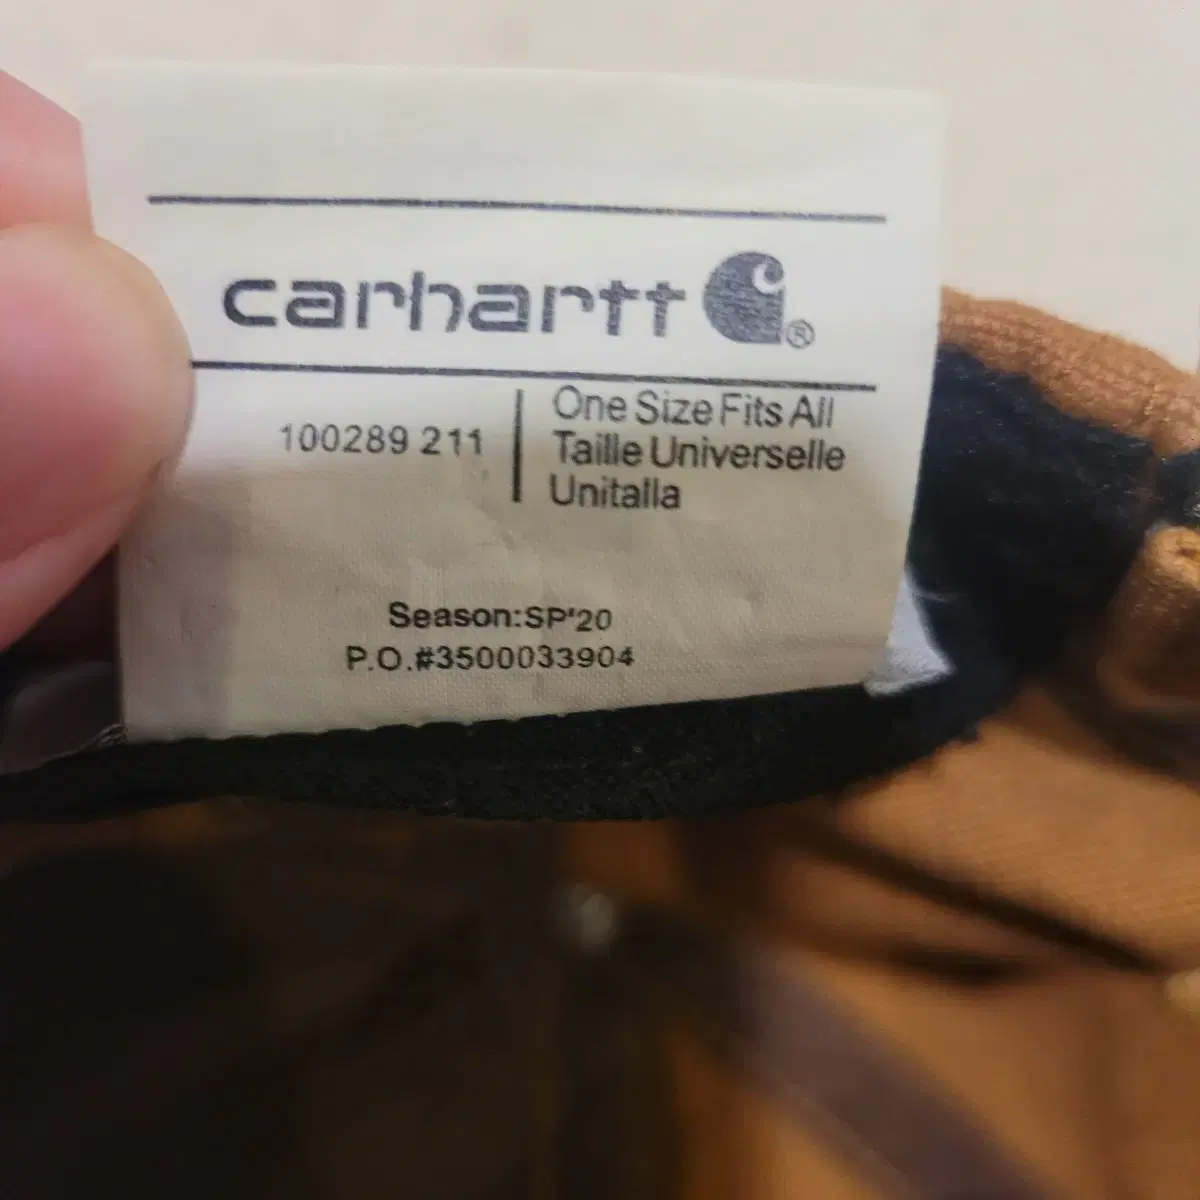 carhartt ®
100289 211
One Size Fits All
Taille Universelle
Unitalla
Season:SP'20
P.O.#3500033904